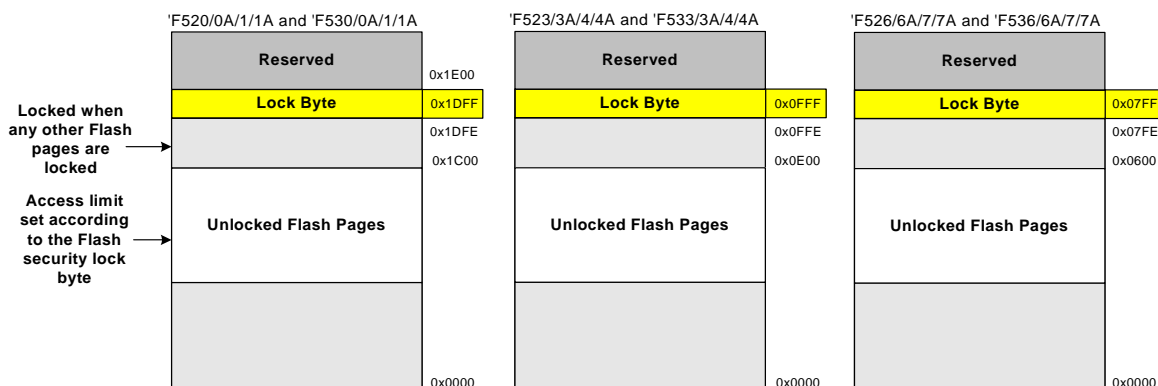 'F520/0A/1/1A and 'F530/0A/1/1A
Reserved
0x1E00
Lock Byte
0x1DFF
0x1DFE
0x1C00
Unlocked Flash Pages
0x0000
Locked when
any other Flash
pages are
locked
Access limit
set according
to the Flash
security lock
byte
'F523/3A/4/4A and 'F533/3A/4/4A
Reserved
Lock Byte
0x0FFF
0x0FFE
0x0E00
Unlocked Flash Pages
0x0000
'F526/6A/7/7A and 'F536/6A/7/7A
Reserved
Lock Byte
0x07FF
0x07FE
0x0600
Unlocked Flash Pages
0x0000